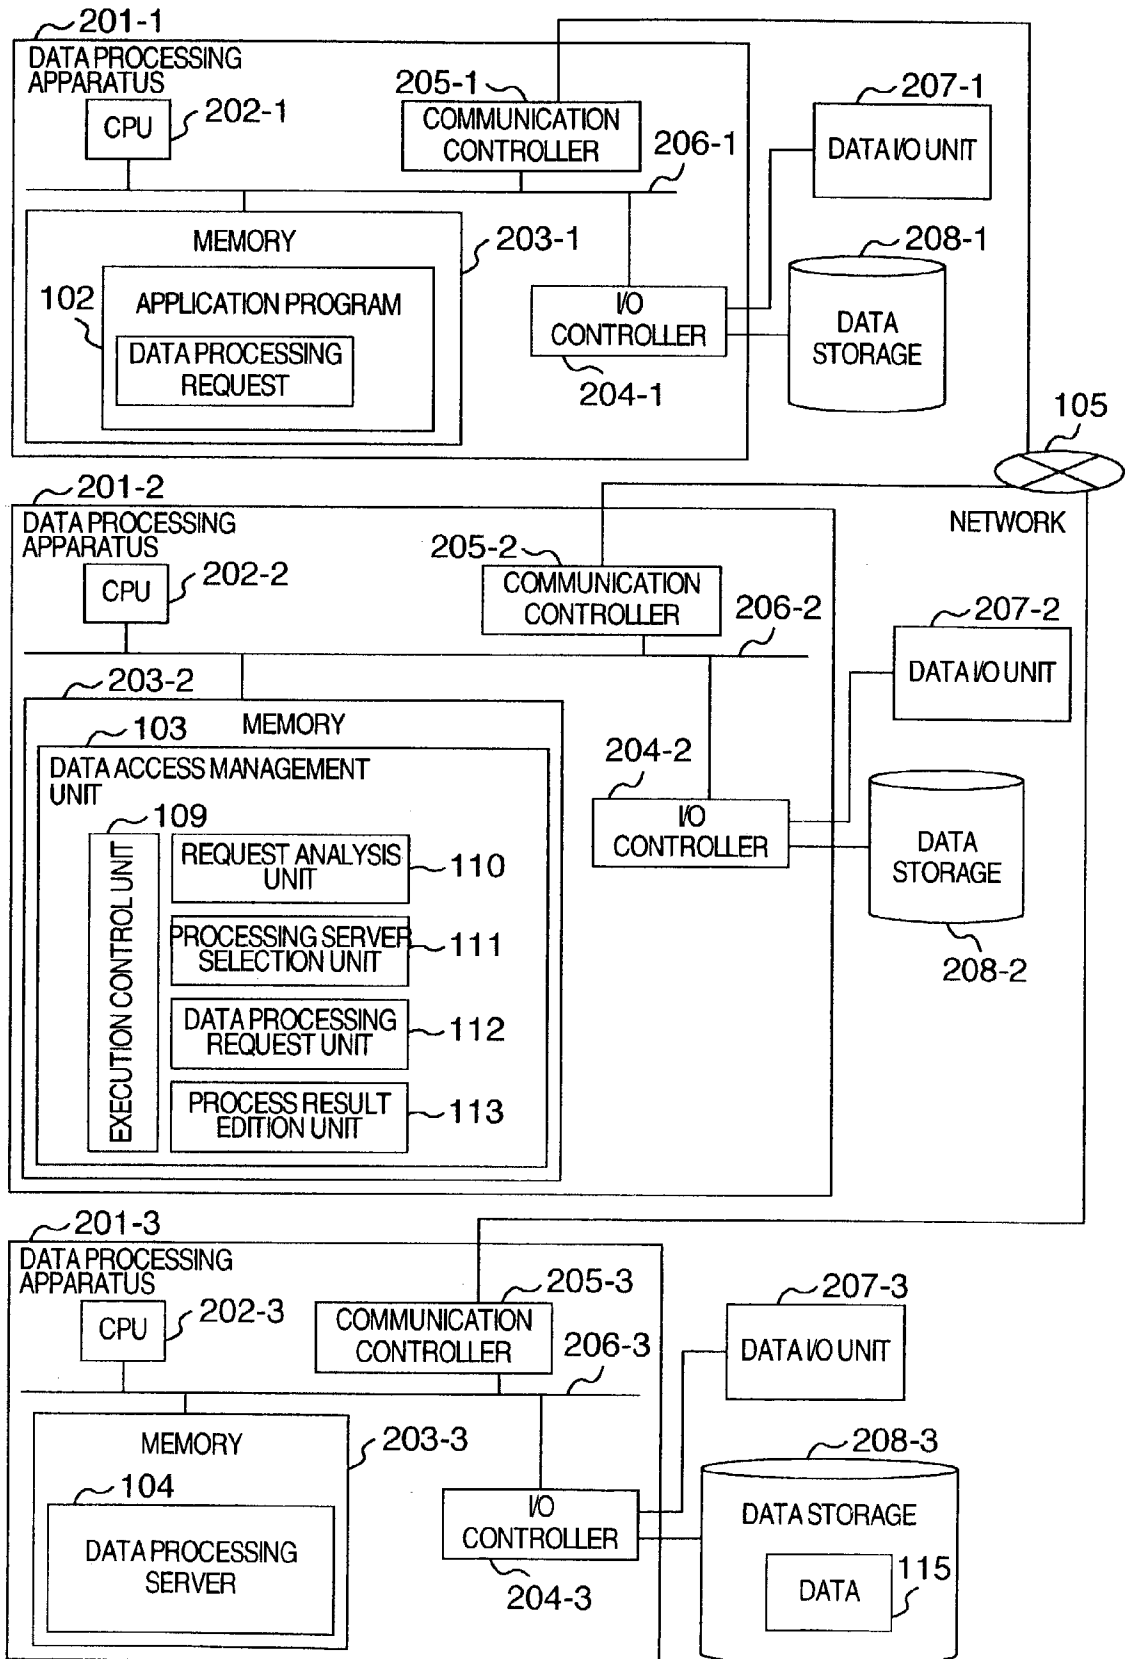 201-1
DATA PROCESSING
APPARATUS
CPU
202-1
205-1
COMMUNICATION
CONTROLLER
206-1
207-1
DATA I/O UNIT
MEMORY
203-1
102
APPLICATION PROGRAM
DATA PROCESSING
REQUEST
I/O
CONTROLLER
204-1
208-1
DATA
STORAGE
105
NETWORK
201-2
DATA PROCESSING
APPARATUS
CPU
202-2
205-2
COMMUNICATION
CONTROLLER
206-2
207-2
DATA I/O UNIT
203-2
MEMORY
103
DATA ACCESS MANAGEMENT
UNIT
109
EXECUTION CONTROL UNIT
REQUEST ANALYSIS
UNIT
110
PROCESSING SERVER
SELECTION UNIT
111
DATA PROCESSING
REQUEST UNIT
112
PROCESS RESULT
EDITION UNIT
113
204-2
I/O
CONTROLLER
DATA
STORAGE
208-2
201-3
DATA PROCESSING
APPARATUS
CPU
202-3
205-3
COMMUNICATION
CONTROLLER
206-3
207-3
DATA I/O UNIT
MEMORY
203-3
104
DATA PROCESSING
SERVER
I/O
CONTROLLER
204-3
208-3
DATA STORAGE
DATA
115